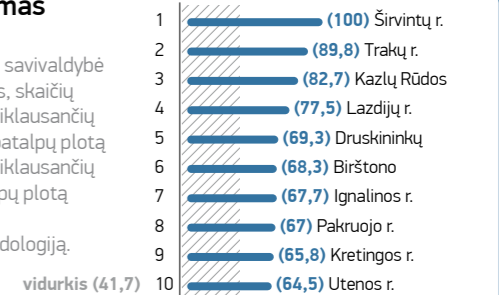 mas
savivaldybė
s, skaičių
iklausančių
patalpų plotą
iklausančių
pų plotą
dologiją.
vidurkis (41,7)
1 (100) Širvintų r.
2 (89,8) Trakų r.
3 (82,7) Kazlų Rūdos
4 (77,5) Lazdijų r.
5 (69,3) Druskininkų
6 (68,3) Birštono
7 (67,7) Ignalinos r.
8 (67) Pakruojo r.
9 (65,8) Kretingos r.
10 (64,5) Utenos r.